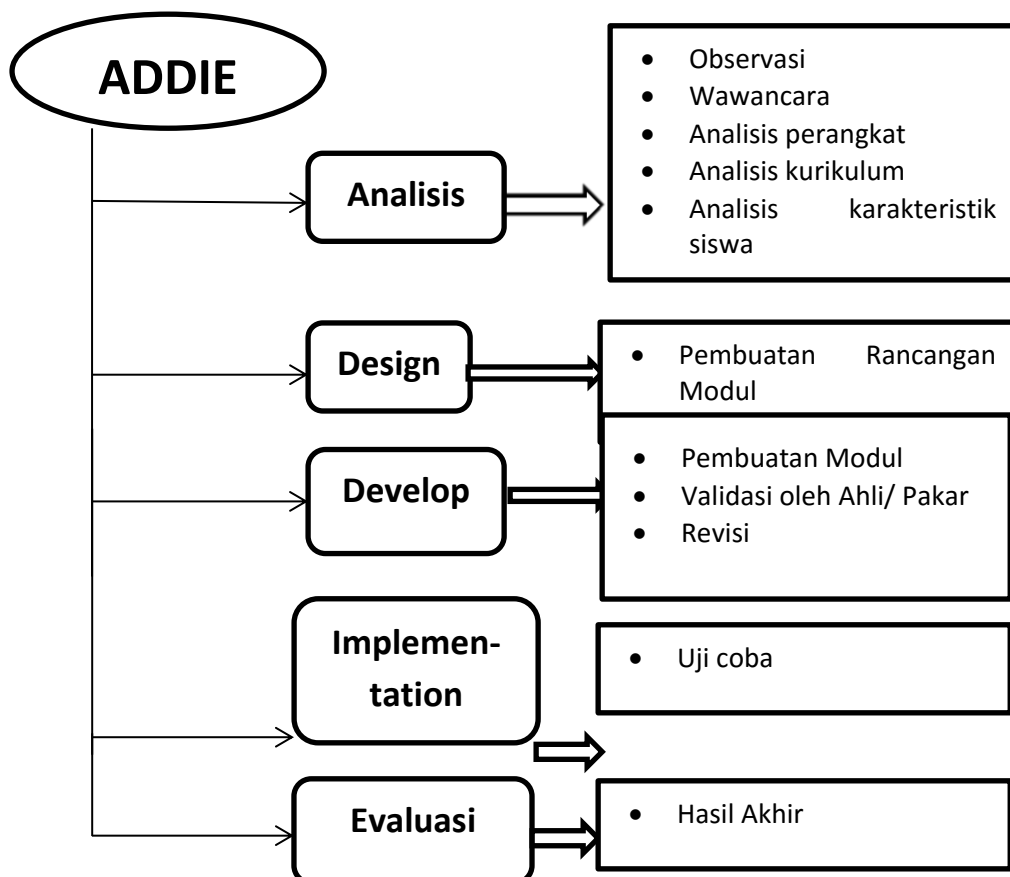 ADDIE
Analisis
• Observasi
• Wawancara
• Analisis perangkat
• Analisis kurikulum
• Analisis karakteristik
siswa
Design
• Pembuatan Rancangan
Modul
Develop
• Pembuatan Modul
• Validasi oleh Ahli/ Pakar
• Revisi
Implemen-
tation
• Uji coba
Evaluasi
• Hasil Akhir